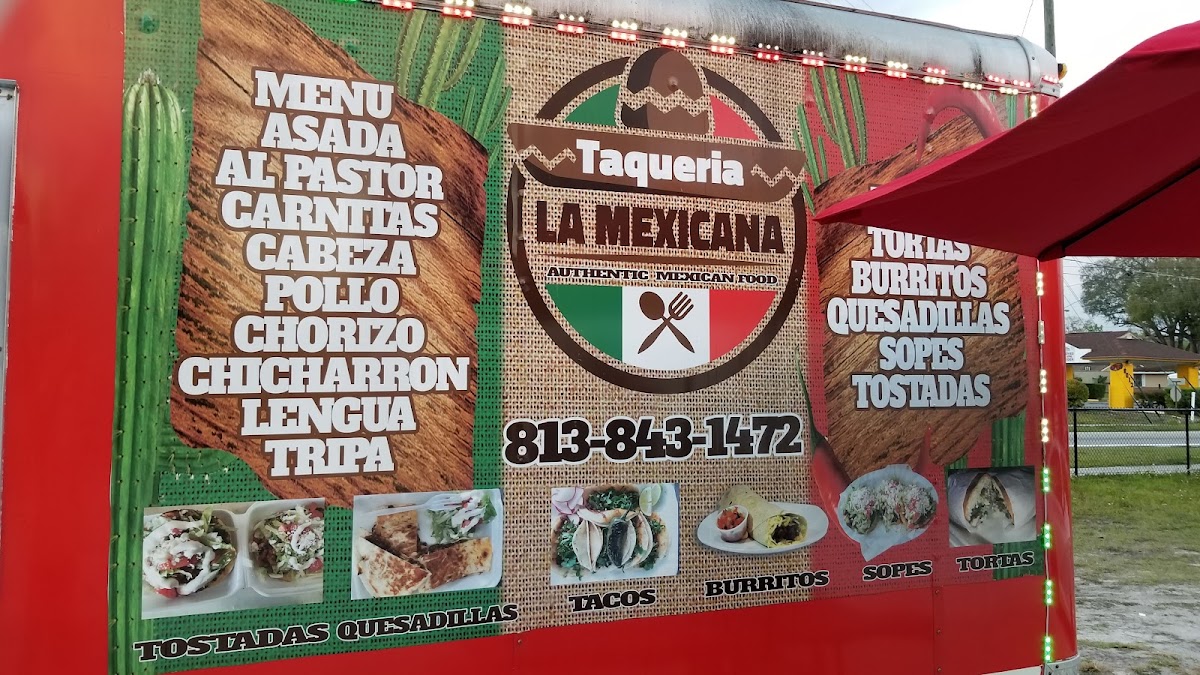 MENU
ASADA
AL PASTOR
CARNITAS
CABEZA
POLLO
CHORIZO
CHICHARRON
LENGUA
TRIPA
Taqueria
LA MEXICANA
AUTHENTIC MEXICAN FOOD
813-843-1472
TORTAS
BURRITOS
QUESADILLAS
SOPES
TOSTADAS
TOSTADAS
QUESADILLAS
TACOS
BURRITOS
SOPES
TORTAS